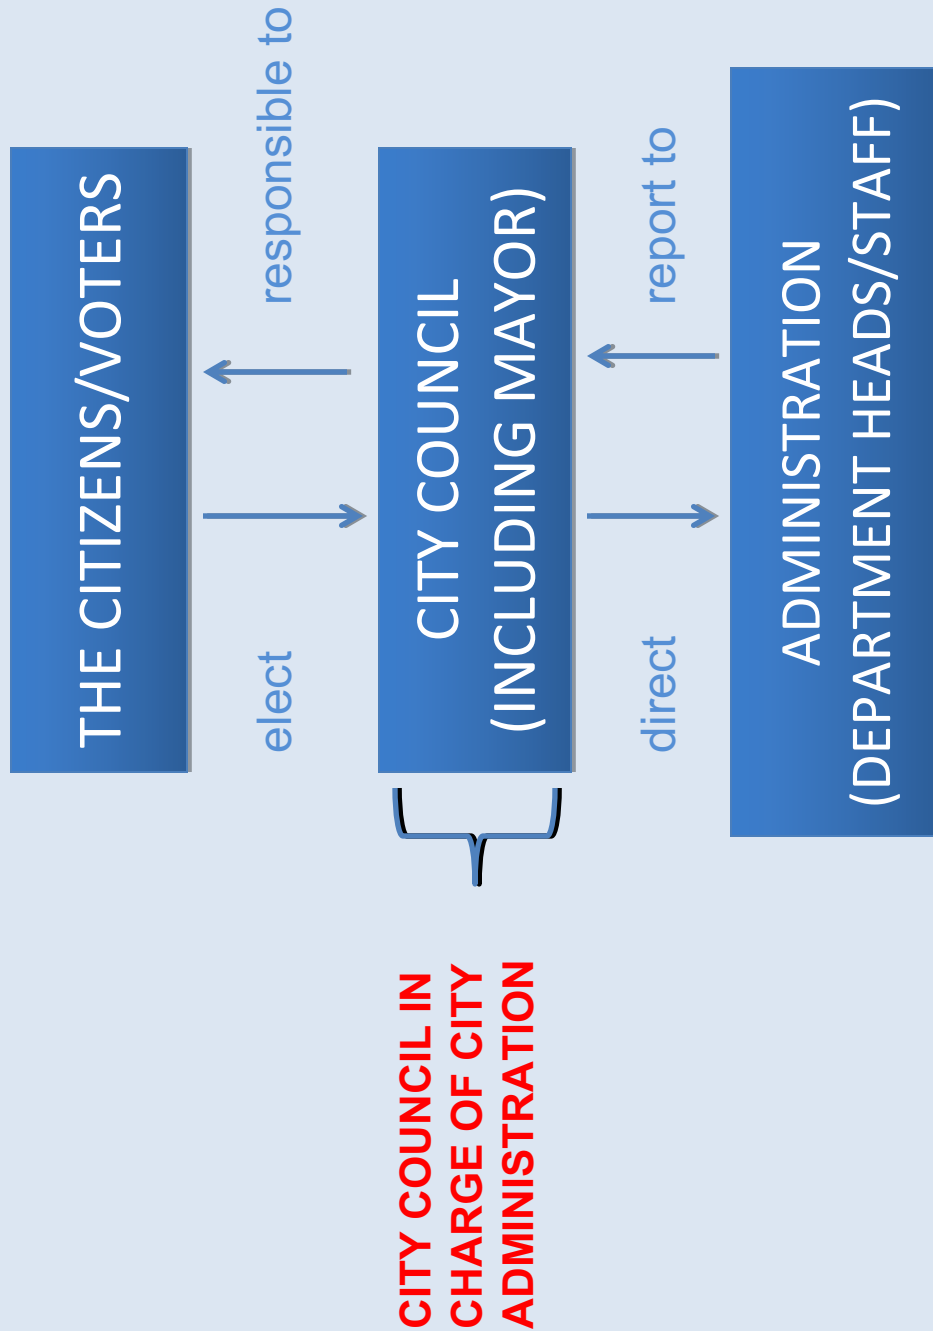 THE CITIZENS/VOTERS
elect
responsible to
CITY COUNCIL IN
CHARGE OF CITY
ADMINISTRATION
CITY COUNCIL
(INCLUDING MAYOR)
direct
report to
ADMINISTRATION
(DEPARTMENT HEADS/STAFF)